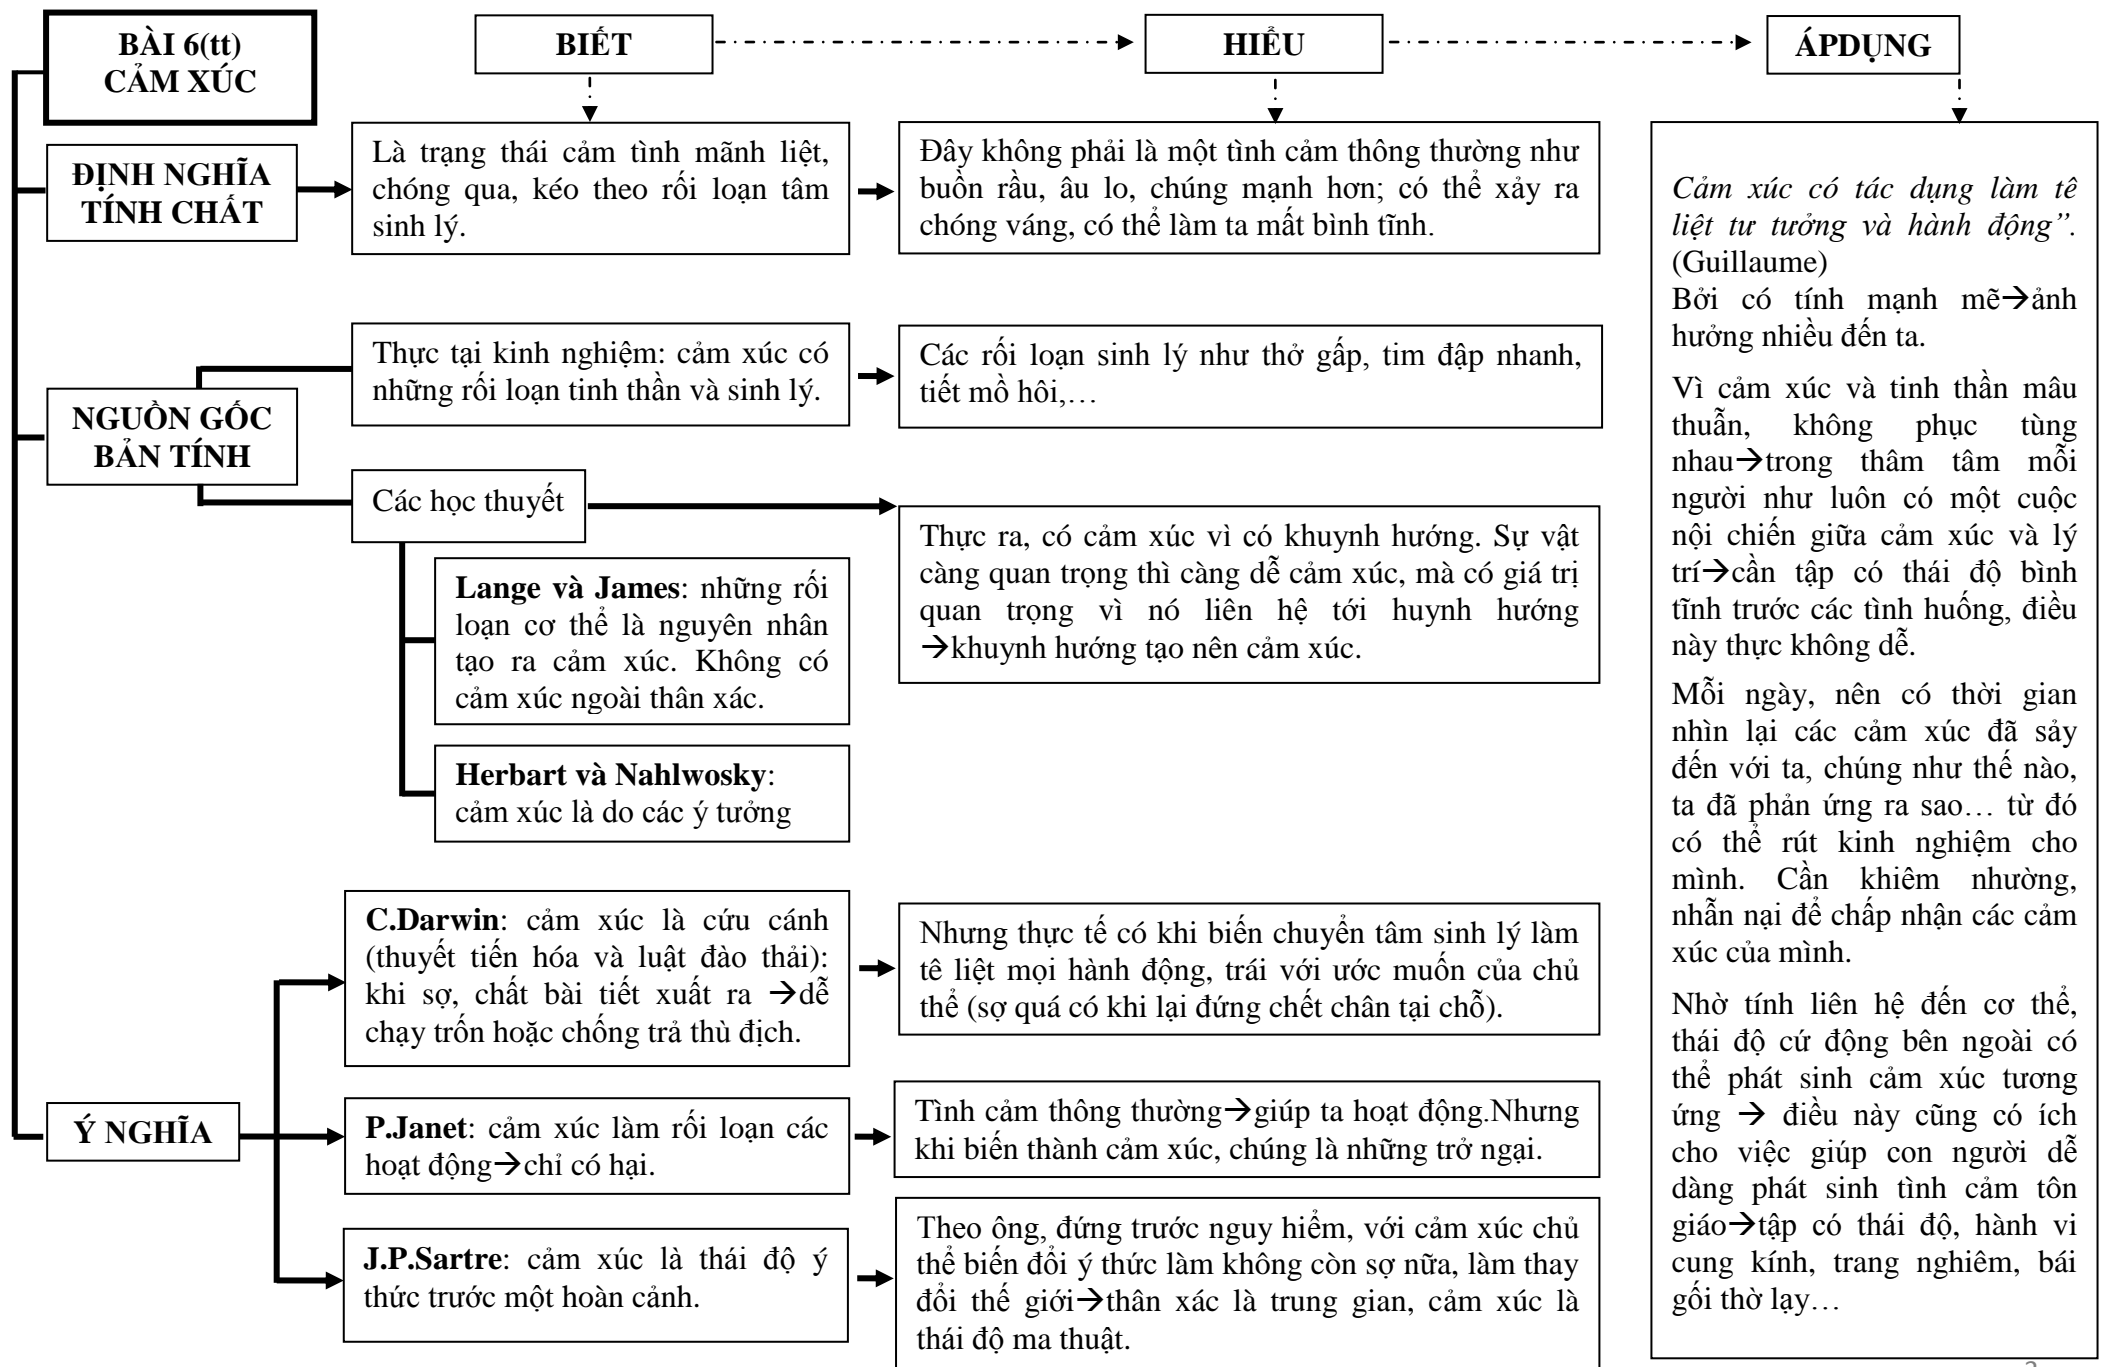 BÀI 6(tt)
CẢM XÚC
BIẾT
HIỂU
ÁPDỤNG
ĐỊNH NGHĨA
TÍNH CHẤT
Là trạng thái cảm tình mãnh liệt,
chóng qua, kéo theo rối loạn tâm
sinh lý.
Đây không phải là một tình cảm thông thường như
buồn rầu, âu lo, chúng mạnh hơn; có thể xảy ra
chóng váng, có thể làm ta mất bình tĩnh.
NGUỒN GỐC
BẢN TÍNH
Thực tại kinh nghiệm: cảm xúc có
những rối loạn tinh thần và sinh lý.
Các rối loạn sinh lý như thở gấp, tim đập nhanh,
tiết mồ hôi,…
Các học thuyết
Thực ra, có cảm xúc vì có khuynh hướng. Sự vật
càng quan trọng thì càng dễ cảm xúc, mà có giá trị
quan trọng vì nó liên hệ tới huynh hướng
→khuynh hướng tạo nên cảm xúc.
Lange và James: những rối
loạn cơ thể là nguyên nhân
tạo ra cảm xúc. Không có
cảm xúc ngoài thân xác.
Herbart và Nahlwosky:
cảm xúc là do các ý tưởng
Ý NGHĨA
C.Darwin: cảm xúc là cứu cánh
(thuyết tiến hóa và luật đào thải):
khi sợ, chất bài tiết xuất ra →dễ
chạy trốn hoặc chống trả thù địch.
Nhưng thực tế có khi biến chuyển tâm sinh lý làm
tê liệt mọi hành động, trái với ước muốn của chủ
thể (sợ quá có khi lại đứng chết chân tại chỗ).
P.Janet: cảm xúc làm rối loạn các
hoạt động→chỉ có hại.
Tình cảm thông thường→giúp ta hoạt động.Nhưng
khi biến thành cảm xúc, chúng là những trở ngại.
J.P.Sartre: cảm xúc là thái độ ý
thức trước một hoàn cảnh.
Theo ông, đứng trước nguy hiểm, với cảm xúc chủ
thể biến đổi ý thức làm không còn sợ nữa, làm thay
đổi thế giới→thân xác là trung gian, cảm xúc là
thái độ ma thuật.
Cảm xúc có tác dụng làm tê
liệt tư tưởng và hành động”.
(Guillaume)
Bởi có tính mạnh mẽ→ảnh
hưởng nhiều đến ta.
Vì cảm xúc và tinh thần mâu
thuẫn, không phục tùng
nhau→trong thâm tâm mỗi
người như luôn có một cuộc
nội chiến giữa cảm xúc và lý
trí→cần tập có thái độ bình
tĩnh trước các tình huống, điều
này thực không dễ.
Mỗi ngày, nên có thời gian
nhìn lại các cảm xúc đã sảy
đến với ta, chúng như thế nào,
ta đã phản ứng ra sao… từ đó
có thể rút kinh nghiệm cho
mình. Cần khiêm nhường,
nhẫn nại để chấp nhận các cảm
xúc của mình.
Nhờ tính liên hệ đến cơ thể,
thái độ cứ động bên ngoài có
thể phát sinh cảm xúc tương
ứng → điều này cũng có ích
cho việc giúp con người dễ
dàng phát sinh tình cảm tôn
giáo→tập có thái độ, hành vi
cung kính, trang nghiêm, bái
gối thờ lạy…